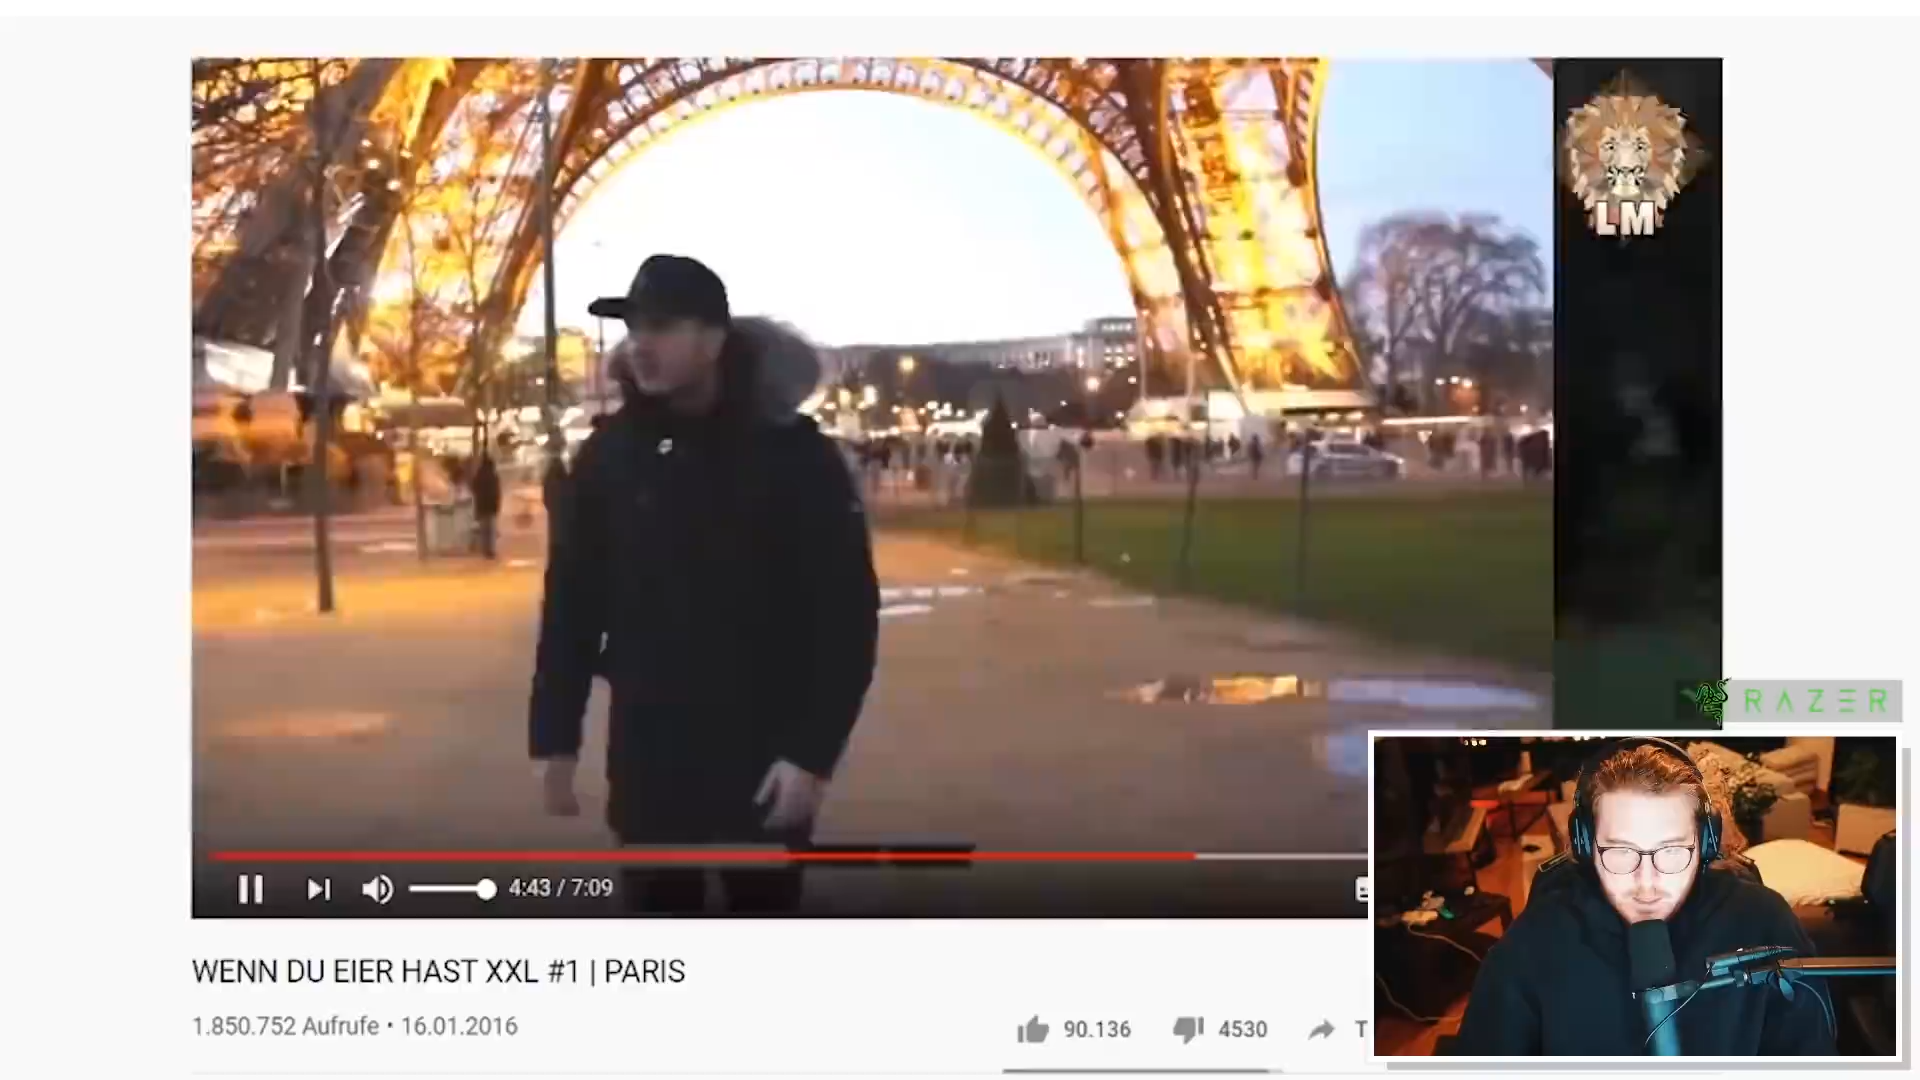 LM
RAZER
4:43 / 7:09
WENN DU EIER HAST XXL #1 | PARIS
1.850.752 Aufrufe • 16.01.2016
90.136 4530 T